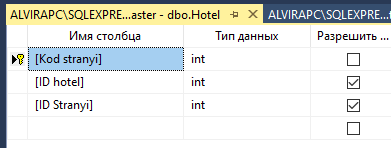 ALVIRAPC\SQLEXPRE...aster - dbo.Hotel
ALVIRAPC\SQLEXPRE...
Имя столбца Тип данных Разрешить ...
[Kod stranyi] int
[ID hotel] int
[ID Stranyi] int